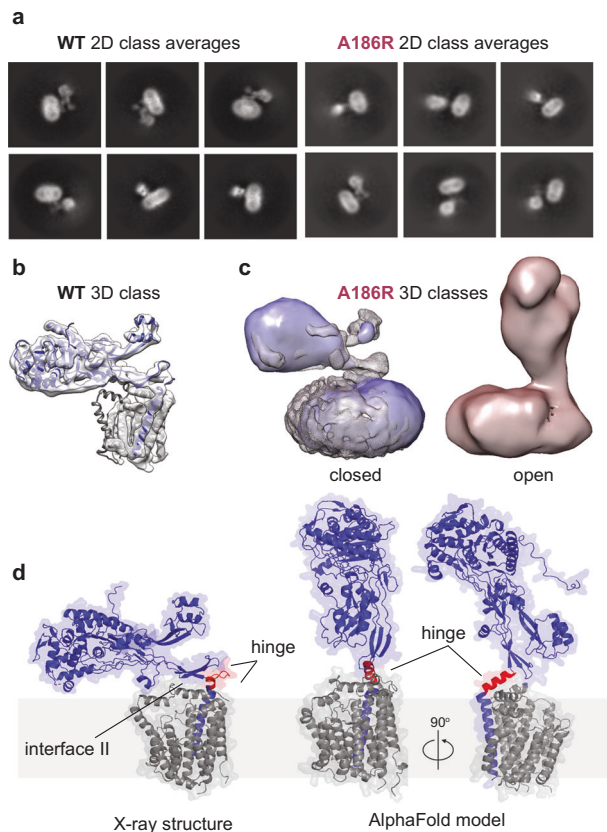 a
WT 2D class averages
A186R 2D class averages
b
WT 3D class
c
A186R 3D classes
closed
open
d
hinge
interface II
hinge
90°
X-ray structure
AlphaFold model